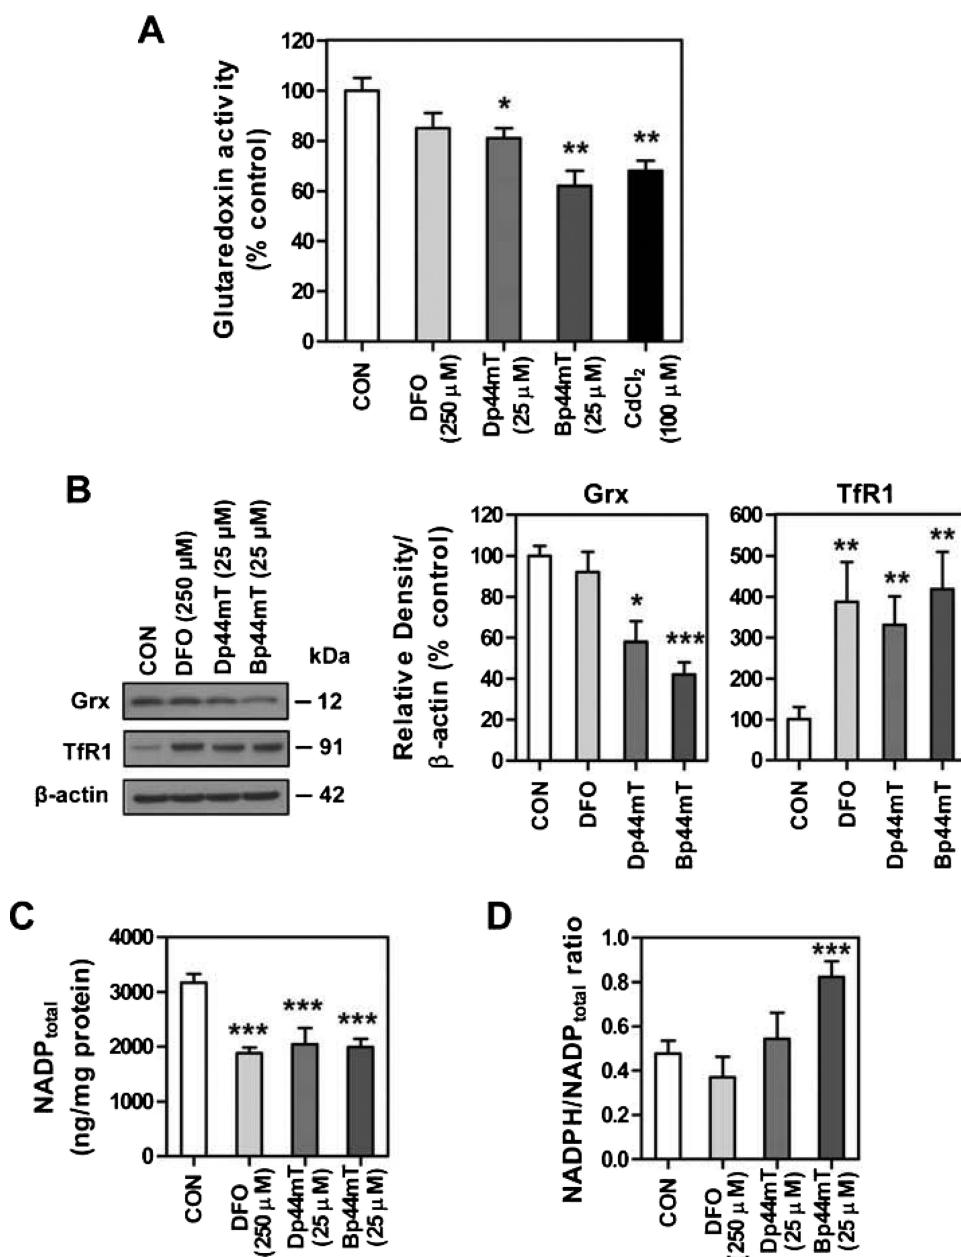 A
Glutaredoxin activity
(% control)
120
100
80
60
40
20
0
*
**
**
CON
DFO
(250 μM)
Dp44mT
(25 μM)
Bp44mT
(25 μM)
CdCl₂
(100 μM)
B
CON
DFO (250 μM)
Dp44mT (25 μM)
Bp44mT (25 μM)
kDa
Grx
12
TfR1
91
β-actin
42
Grx
Relative Density/
β-actin (% control)
120
100
80
60
40
20
0
*
***
CON
DFO
Dp44mT
Bp44mT
TfR1
600
500
400
300
200
100
0
**
**
**
CON
DFO
Dp44mT
Bp44mT
C
NADPtotal
(ng/mg protein)
4000
3000
2000
1000
0
***
***
***
CON
DFO
(250 μM)
Dp44mT
(25 μM)
Bp44mT
(25 μM)
D
NADPH/NADPtotal ratio
1.0
0.8
0.6
0.4
0.2
0.0
***
CON
DFO
(250 μM)
Dp44mT
(25 μM)
Bp44mT
(25 μM)